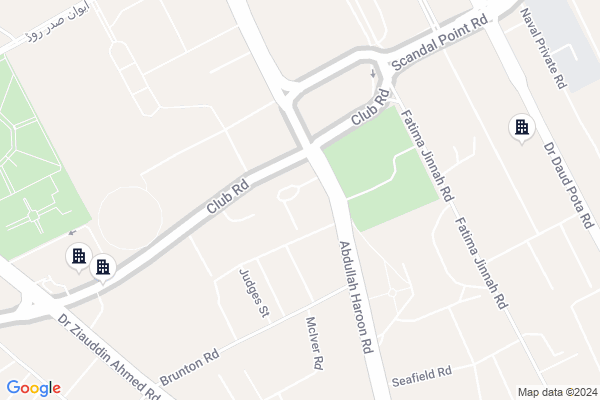 ایوان صدر روڈ
Scandal Point Rd
Naval Private Rd
Club Rd
Fatima Jinnah Rd
Dr Daud Pota Rd
Club Rd
Fatima Jinnah Rd
Abdullah Haroon Rd
Judges St
McIver Rd
Dr Ziauddin Ahmed Rd
Brunton Rd
Seafield Rd
Google
Map data ©2024